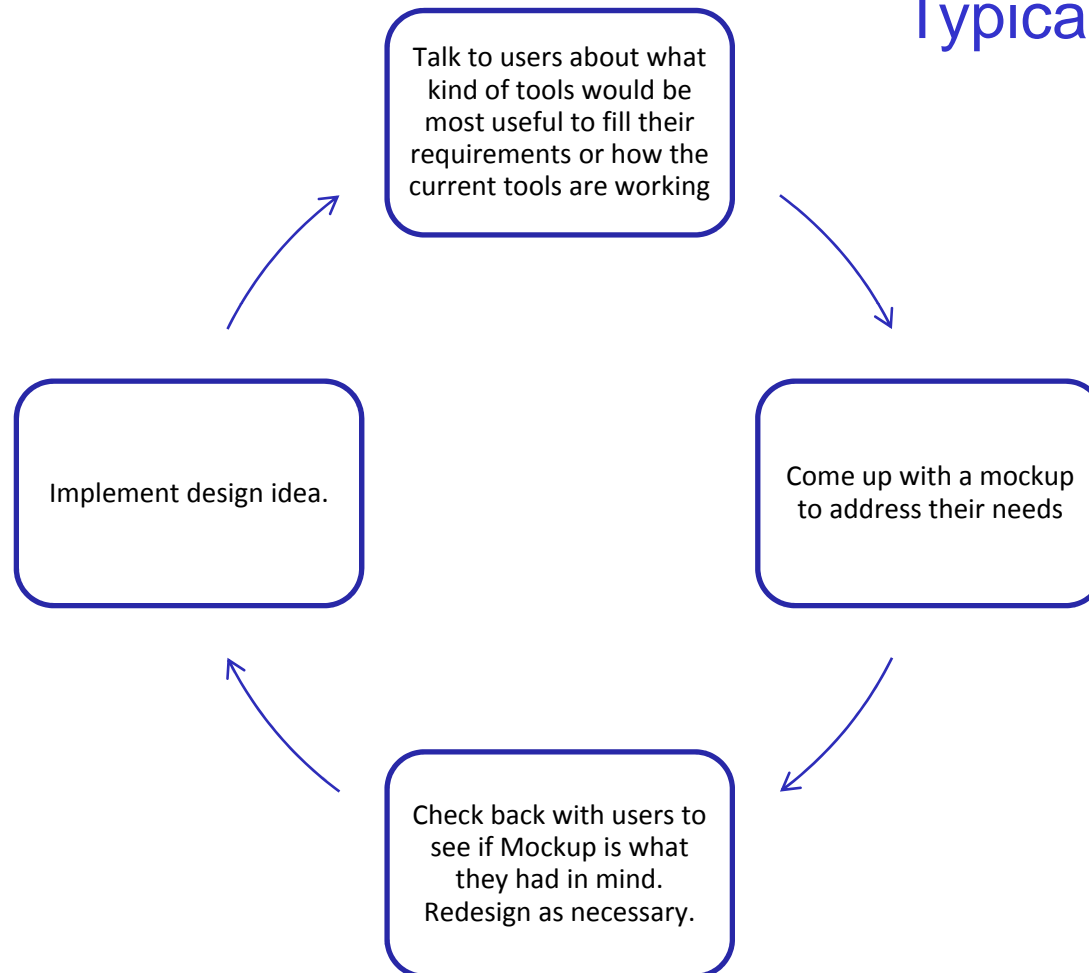 Typica
Talk to users about what
kind of tools would be
most useful to fill their
requirements or how the
current tools are working
Come up with a mockup
to address their needs
Check back with users to
see if Mockup is what
they had in mind.
Redesign as necessary.
Implement design idea.